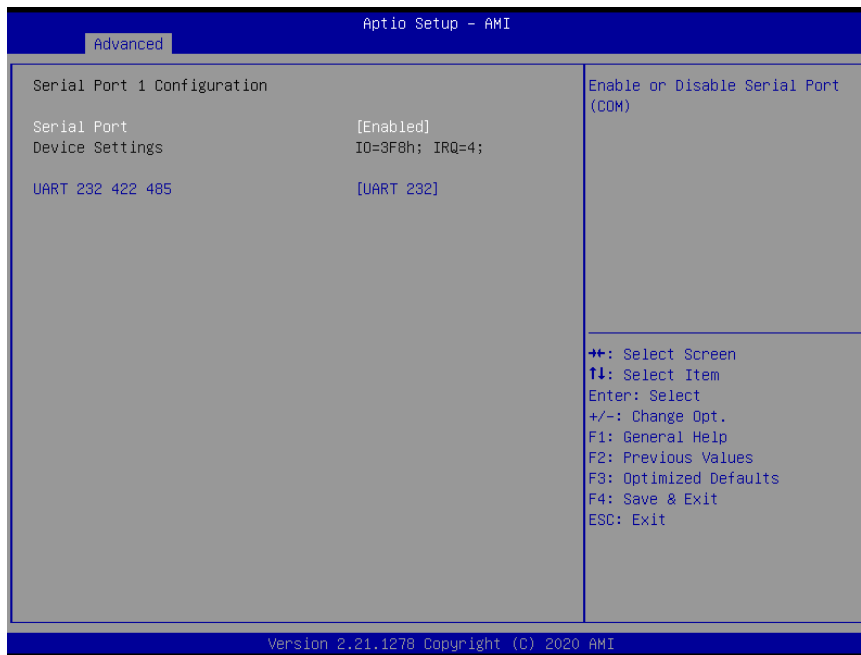 Aptio Setup – AMI
Advanced
Serial Port 1 Configuration
Serial Port [Enabled]
Device Settings IO=3F8h; IRQ=4;
UART 232 422 485 [UART 232]
Enable or Disable Serial Port
(COM)
→←: Select Screen
↑↓: Select Item
Enter: Select
+/-: Change Opt.
F1: General Help
F2: Previous Values
F3: Optimized Defaults
F4: Save & Exit
ESC: Exit
Version 2.21.1278 Copyright (C) 2020 AMI